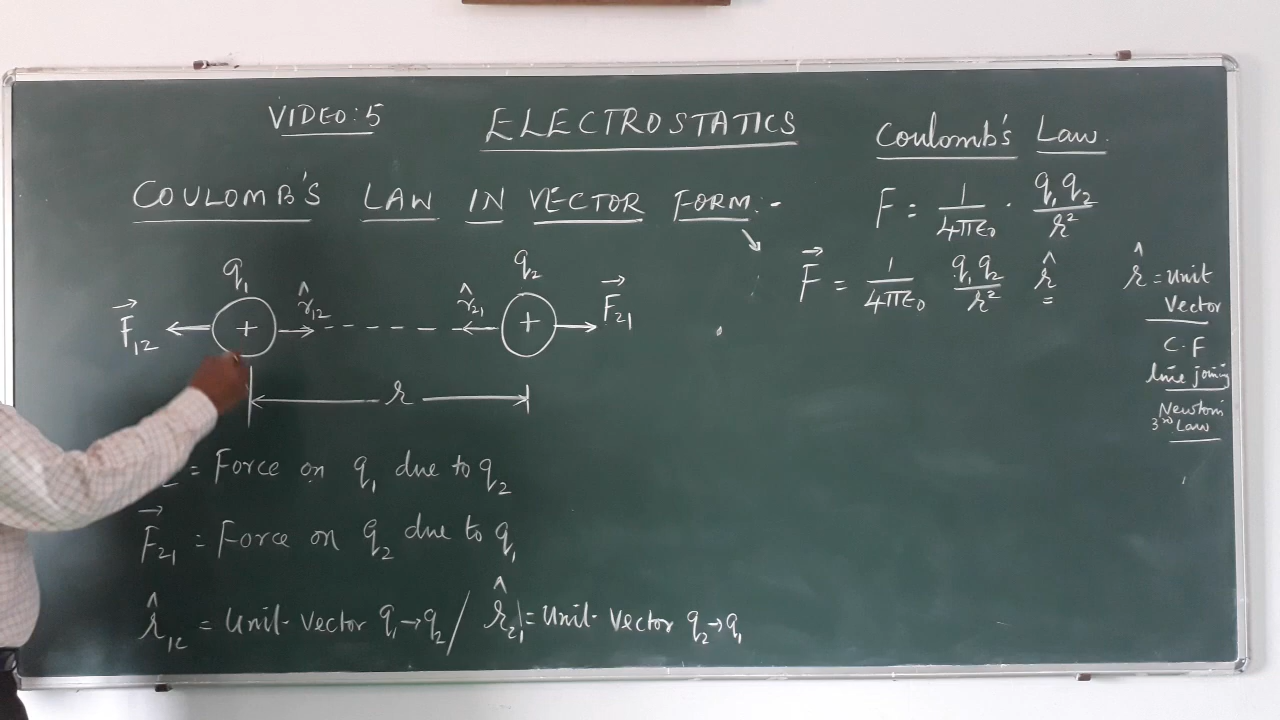 VIDEO: 5
ELECTROSTATICS
Coulomb's Law.
COULOMB'S LAW IN VECTOR FORM:-
F = 1/4πε₀ · q₁q₂/r²
F⃗ = 1/4πε₀ q₁q₂/r² r̂
r̂ = Unit
Vector
C.F
line joining
Newton
3rd Law
q₁ q₂
F⃗₁₂ + r̂₁₂ r̂₂₁ + F⃗₂₁
r
= Force on q₁ due to q₂
F⃗₂₁ = Force on q₂ due to q₁
r̂₁₂ = Unit-Vector q₁→q₂ / r̂₂₁ = Unit-Vector q₂→q₁